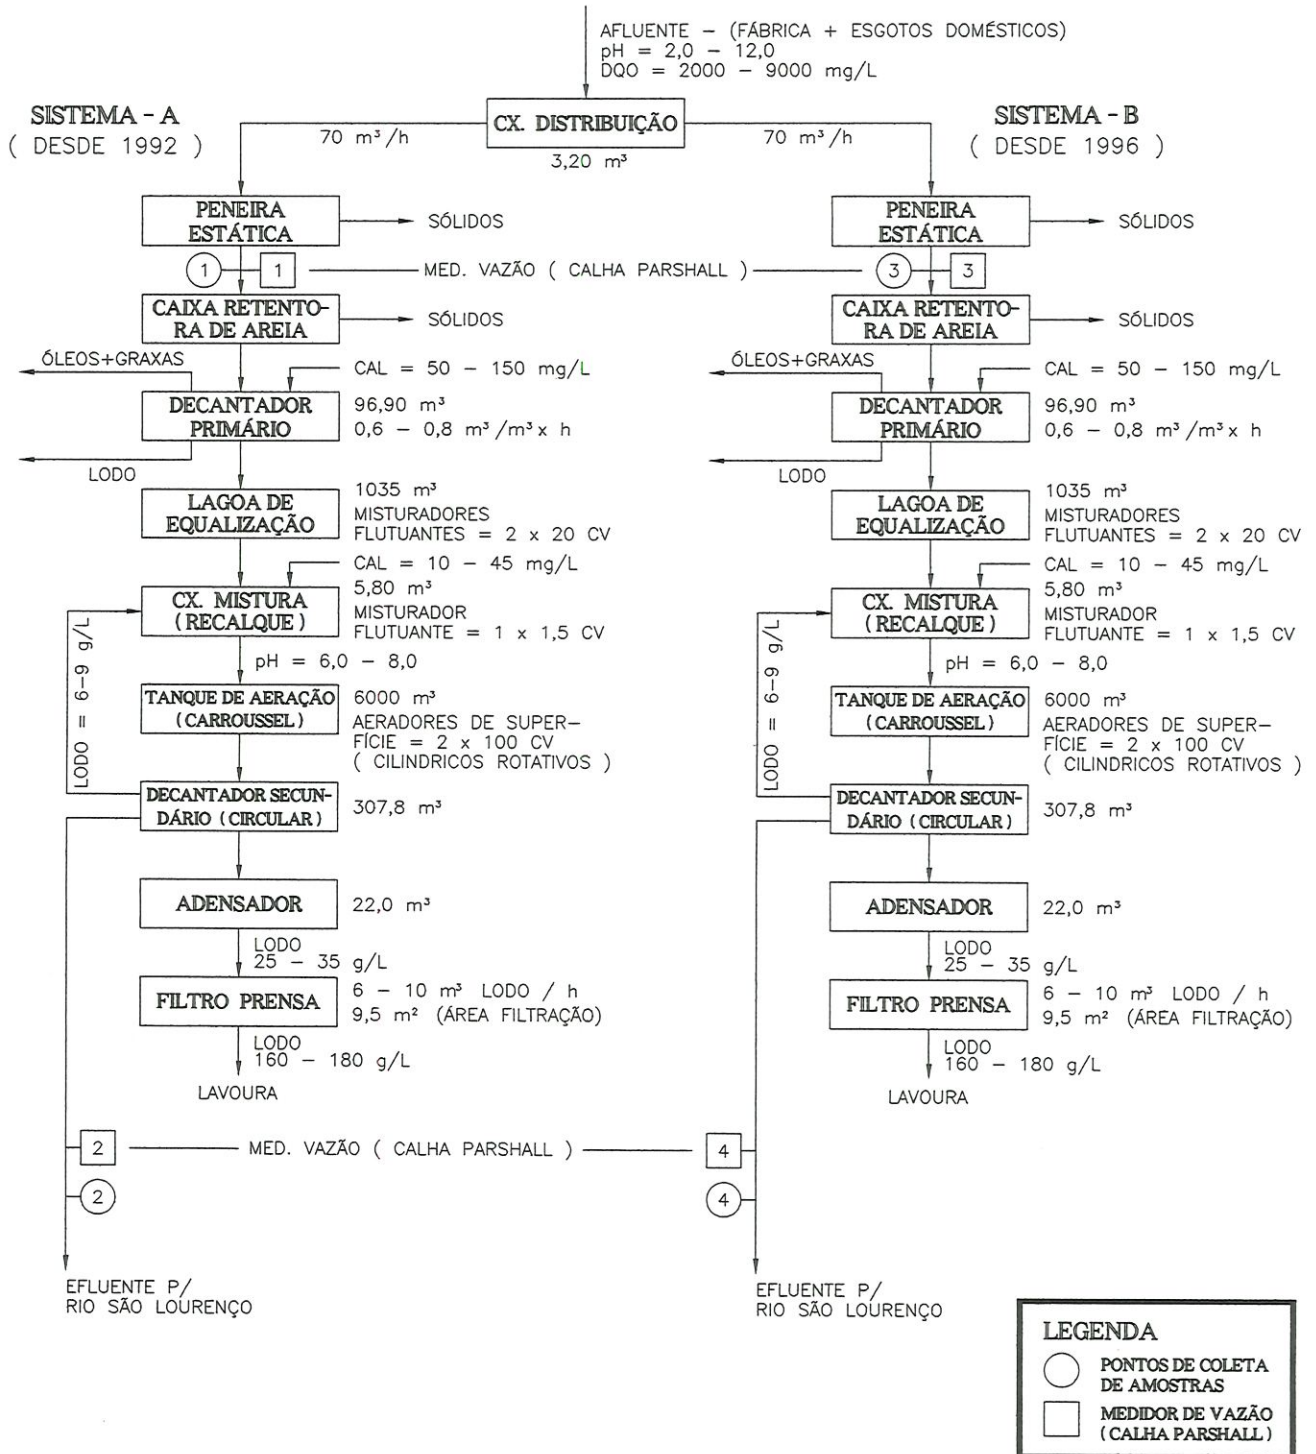 AFLUENTE – (FÁBRICA + ESGOTOS DOMÉSTICOS)
pH = 2,0 – 12,0
DQO = 2000 – 9000 mg/L
SISTEMA - A
( DESDE 1992 )
70 m³/h
CX. DISTRIBUIÇÃO
3,20 m³
70 m³/h
SISTEMA - B
( DESDE 1996 )
PENEIRA
ESTÁTICA
SÓLIDOS
1
1
MED. VAZÃO ( CALHA PARSHALL )
CAIXA RETENTO-
RA DE AREIA
SÓLIDOS
ÓLEOS+GRAXAS
CAL = 50 – 150 mg/L
DECANTADOR
PRIMÁRIO
96,90 m³
0,6 – 0,8 m³/m³x h
LODO
LAGOA DE
EQUALIZAÇÃO
1035 m³
MISTURADORES
FLUTUANTES = 2 x 20 CV
CAL = 10 – 45 mg/L
CX. MISTURA
(RECALQUE)
5,80 m³
MISTURADOR
FLUTUANTE = 1 x 1,5 CV
LODO = 6–9 g/L
pH = 6,0 – 8,0
TANQUE DE AERAÇÃO
(CARROUSSEL)
6000 m³
AERADORES DE SUPER–
FÍCIE = 2 x 100 CV
( CILINDRICOS ROTATIVOS )
DECANTADOR SECUN-
DÁRIO (CIRCULAR)
307,8 m³
ADENSADOR
22,0 m³
LODO
25 – 35 g/L
FILTRO PRENSA
6 – 10 m³ LODO / h
9,5 m² (ÁREA FILTRAÇÃO)
LODO
160 – 180 g/L
LAVOURA
2
MED. VAZÃO ( CALHA PARSHALL )
2
EFLUENTE P/
RIO SÃO LOURENÇO
PENEIRA
ESTÁTICA
SÓLIDOS
3
3
CAIXA RETENTO-
RA DE AREIA
SÓLIDOS
ÓLEOS+GRAXAS
CAL = 50 – 150 mg/L
DECANTADOR
PRIMÁRIO
96,90 m³
0,6 – 0,8 m³/m³x h
LODO
LAGOA DE
EQUALIZAÇÃO
1035 m³
MISTURADORES
FLUTUANTES = 2 x 20 CV
CAL = 10 – 45 mg/L
CX. MISTURA
(RECALQUE)
5,80 m³
MISTURADOR
FLUTUANTE = 1 x 1,5 CV
LODO = 6–9 g/L
pH = 6,0 – 8,0
TANQUE DE AERAÇÃO
(CARROUSSEL)
6000 m³
AERADORES DE SUPER–
FÍCIE = 2 x 100 CV
( CILINDRICOS ROTATIVOS )
DECANTADOR SECUN-
DÁRIO (CIRCULAR)
307,8 m³
ADENSADOR
22,0 m³
LODO
25 – 35 g/L
FILTRO PRENSA
6 – 10 m³ LODO / h
9,5 m² (ÁREA FILTRAÇÃO)
LODO
160 – 180 g/L
LAVOURA
4
4
EFLUENTE P/
RIO SÃO LOURENÇO
LEGENDA
PONTOS DE COLETA
DE AMOSTRAS
MEDIDOR DE VAZÃO
(CALHA PARSHALL)